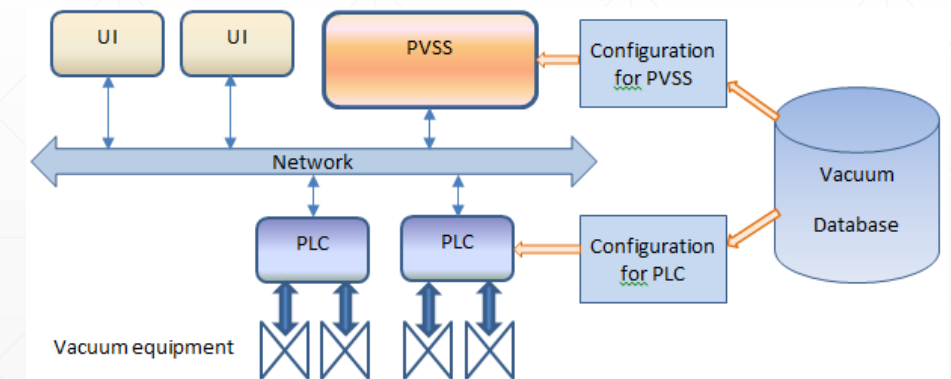 UI
UI
PVSS
Configuration
for PVSS
Network
Vacuum
Database
PLC
PLC
Configuration
for PLC
Vacuum equipment